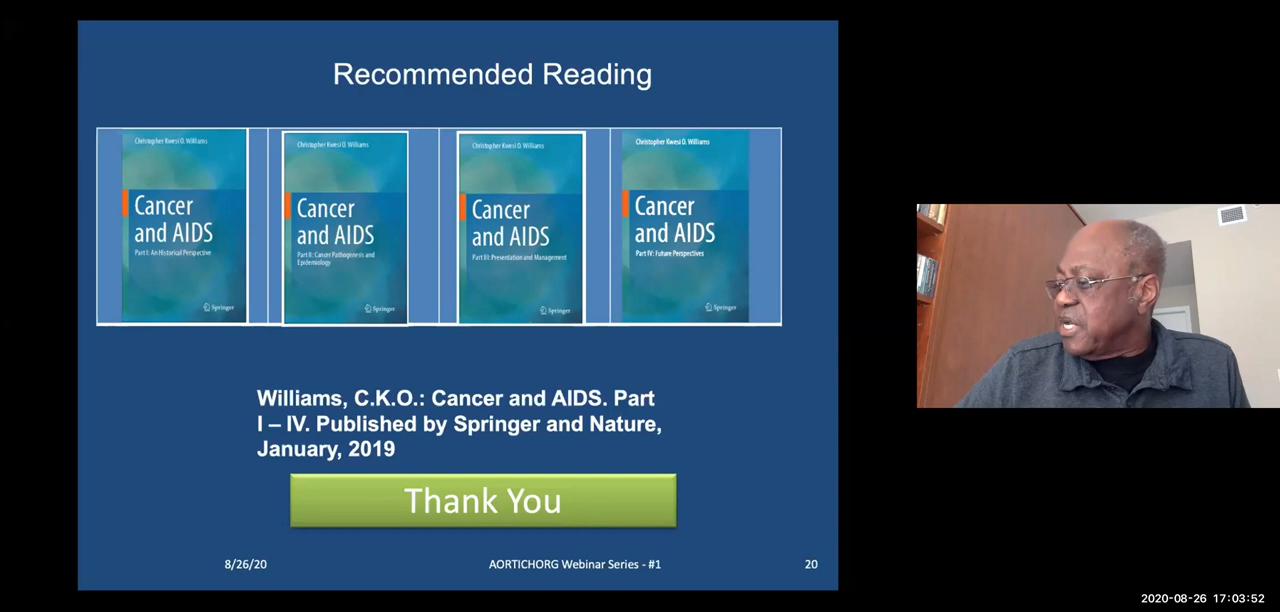 Recommended Reading
Christopher Kwesi O. Williams
Cancer
and AIDS
Part I: An Historical Perspective
Springer
Christopher Kwesi O. Williams
Cancer
and AIDS
Part II: Cancer Pathogenesis and
Epidemiology
Springer
Christopher Kwesi O. Williams
Cancer
and AIDS
Part III: Presentation and Management
Springer
Christopher Kwesi O. Williams
Cancer
and AIDS
Part IV: Future Perspectives
Springer
Williams, C.K.O.: Cancer and AIDS. Part
I – IV. Published by Springer and Nature,
January, 2019
Thank You
8/26/20
AORTICHORG Webinar Series - #1
20
2020-08-26 17:03:52